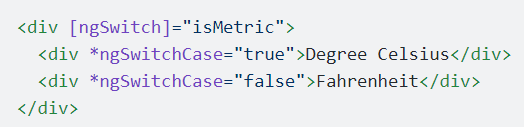 <div [ngSwitch]="isMetric">
  <div *ngSwitchCase="true">Degree Celsius</div>
  <div *ngSwitchCase="false">Fahrenheit</div>
</div>